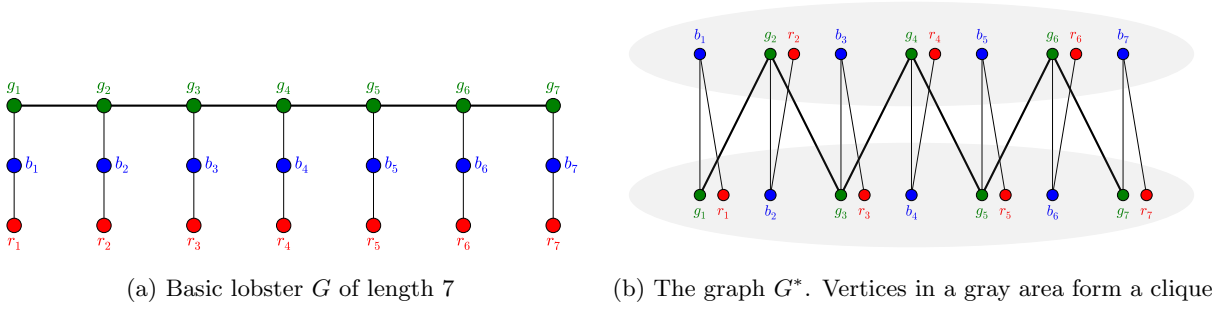 b₁ g₂ r₂ b₃ g₄ r₄ b₅ g₆ r₆ b₇
g₁ g₂ g₃ g₄ g₅ g₆ g₇
b₁ b₂ b₃ b₄ b₅ b₆ b₇
r₁ r₂ r₃ r₄ r₅ r₆ r₇
g₁ r₁ b₂ g₃ r₃ b₄ g₅ r₅ b₆ g₇ r₇
(a) Basic lobster G of length 7
(b) The graph G*. Vertices in a gray area form a clique